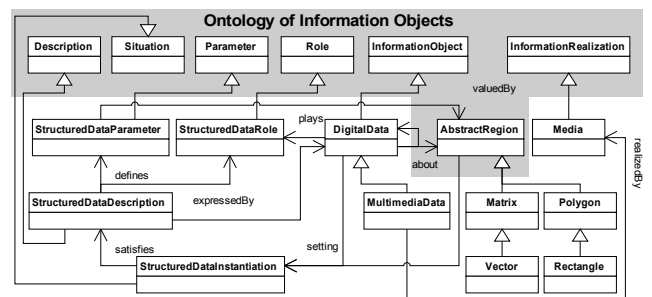 Ontology of Information Objects
Description Situation Parameter Role InformationObject InformationRealization
valuedBy
plays
StructuredDataParameter StructuredDataRole DigitalData AbstractRegion Media
about
defines
realizedBy
StructuredDataDescription expressedBy MultimediaData Matrix Polygon
satisfies setting
StructuredDataInstantiation Vector Rectangle